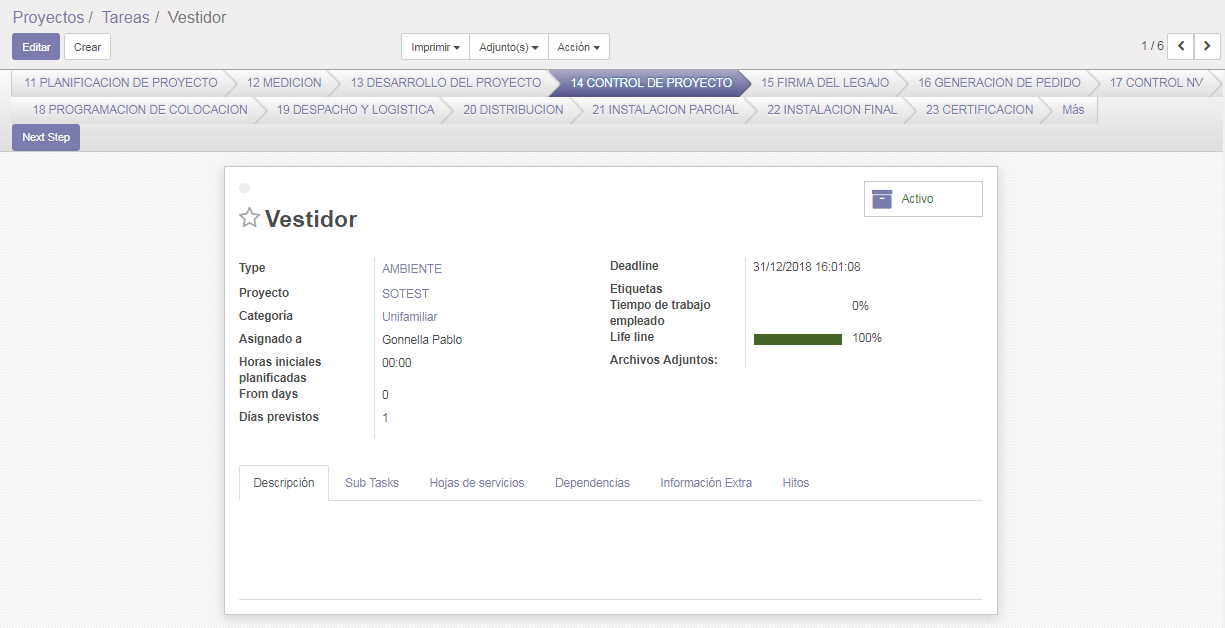 Proyectos / Tareas / Vestidor
Editar Crear Imprimir Adjunto(s) Acción 1 / 6
11 PLANIFICACION DE PROYECTO 12 MEDICION 13 DESARROLLO DEL PROYECTO 14 CONTROL DE PROYECTO 15 FIRMA DEL LEGAJO 16 GENERACION DE PEDIDO 17 CONTROL NV
18 PROGRAMACION DE COLOCACION 19 DESPACHO Y LOGISTICA 20 DISTRIBUCION 21 INSTALACION PARCIAL 22 INSTALACION FINAL 23 CERTIFICACION Más
Next Step
Activo
Vestidor
Type AMBIENTE
Proyecto SOTEST
Categoría Unifamiliar
Asignado a Gonnella Pablo
Horas iniciales
planificadas 00:00
From days 0
Días previstos 1
Deadline 31/12/2018 16:01:08
Etiquetas
Tiempo de trabajo
empleado 0%
Life line 100%
Archivos Adjuntos:
Descripción Sub Tasks Hojas de servicios Dependencias Información Extra Hitos